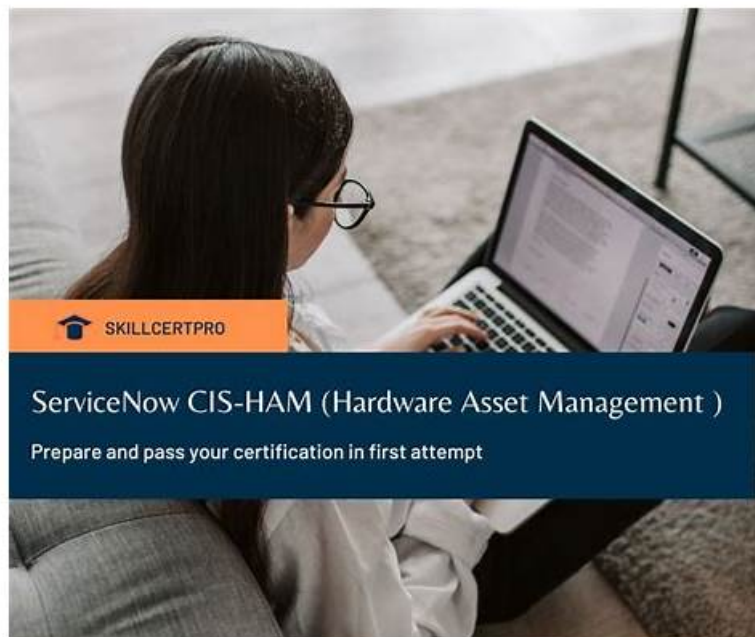 SKILLCERTPRO
ServiceNow CIS-HAM (Hardware Asset Management )
Prepare and pass your certification in first attempt